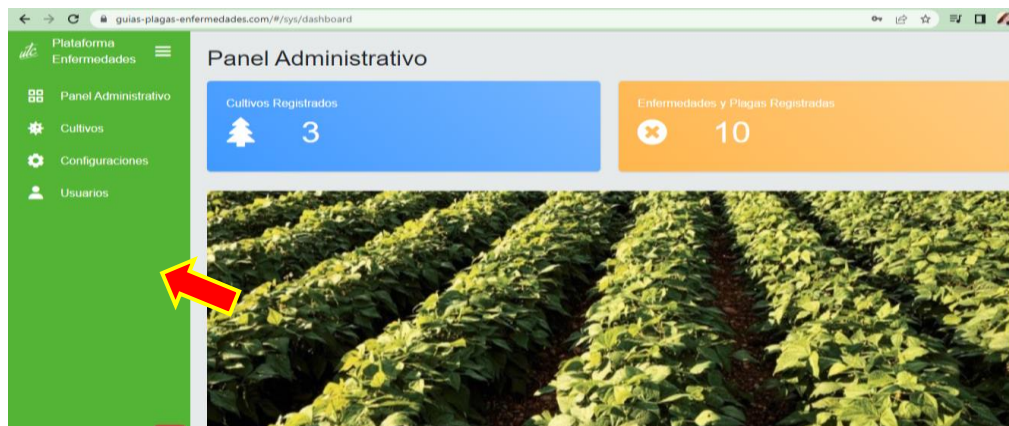 guias-plagas-enfermedades.com/#/sys/dashboard
utc
Plataforma
Enfermedades
Panel Administrativo
Cultivos
Configuraciones
Usuarios
Panel Administrativo
Cultivos Registrados
3
Enfermedades y Plagas Registradas
10